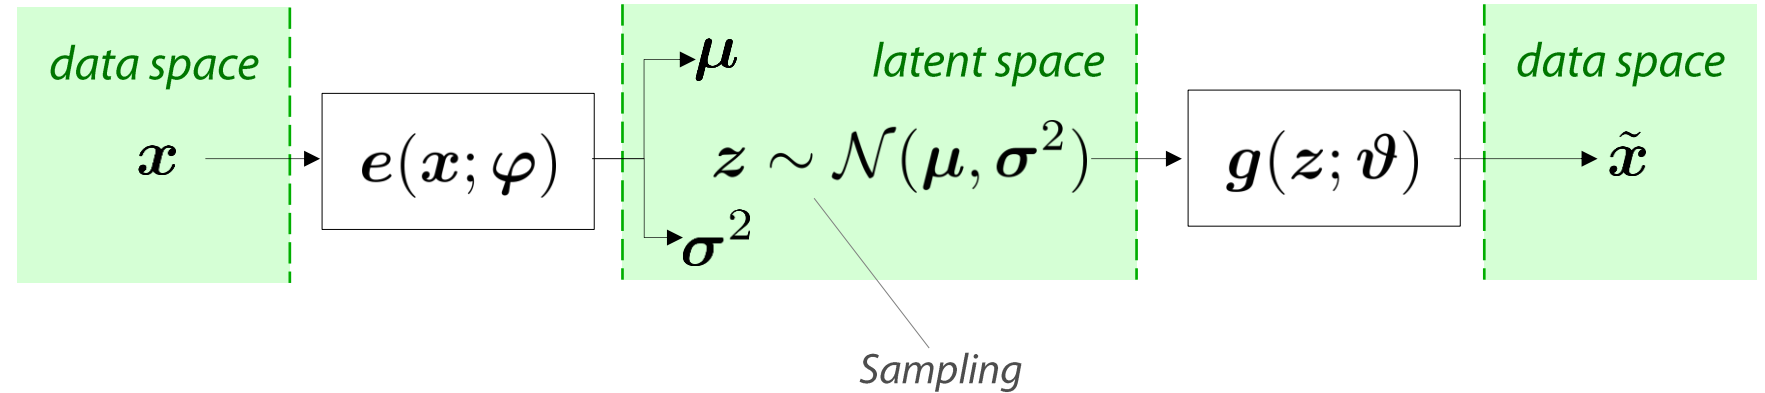 data space
x
e(x; φ)
latent space
μ
z ∼ 𝒩(μ, σ²)
σ²
Sampling
g(z; ϑ)
data space
x̃